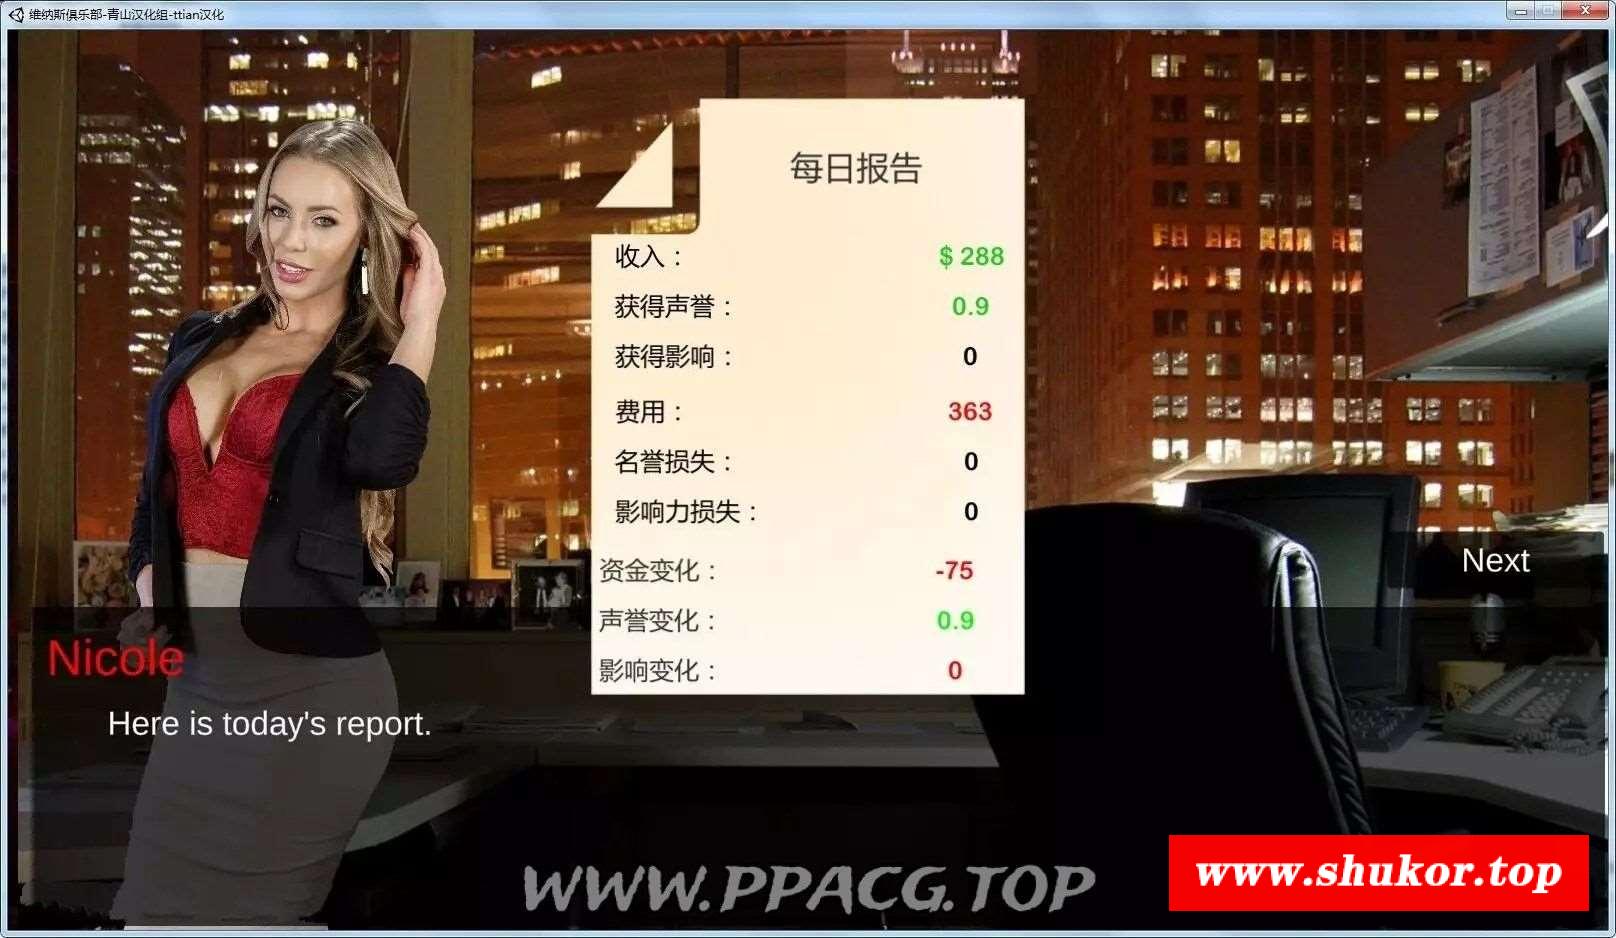 维纳斯俱乐部-青山汉化组-ttian汉化
每日报告
收入： $ 288
获得声誉： 0.9
获得影响： 0
费用： 363
名誉损失： 0
影响力损失： 0
资金变化： -75
声誉变化： 0.9
影响变化： 0
Next
Nicole
Here is today's report.
WWW.PPACG.TOP
www.shukor.top